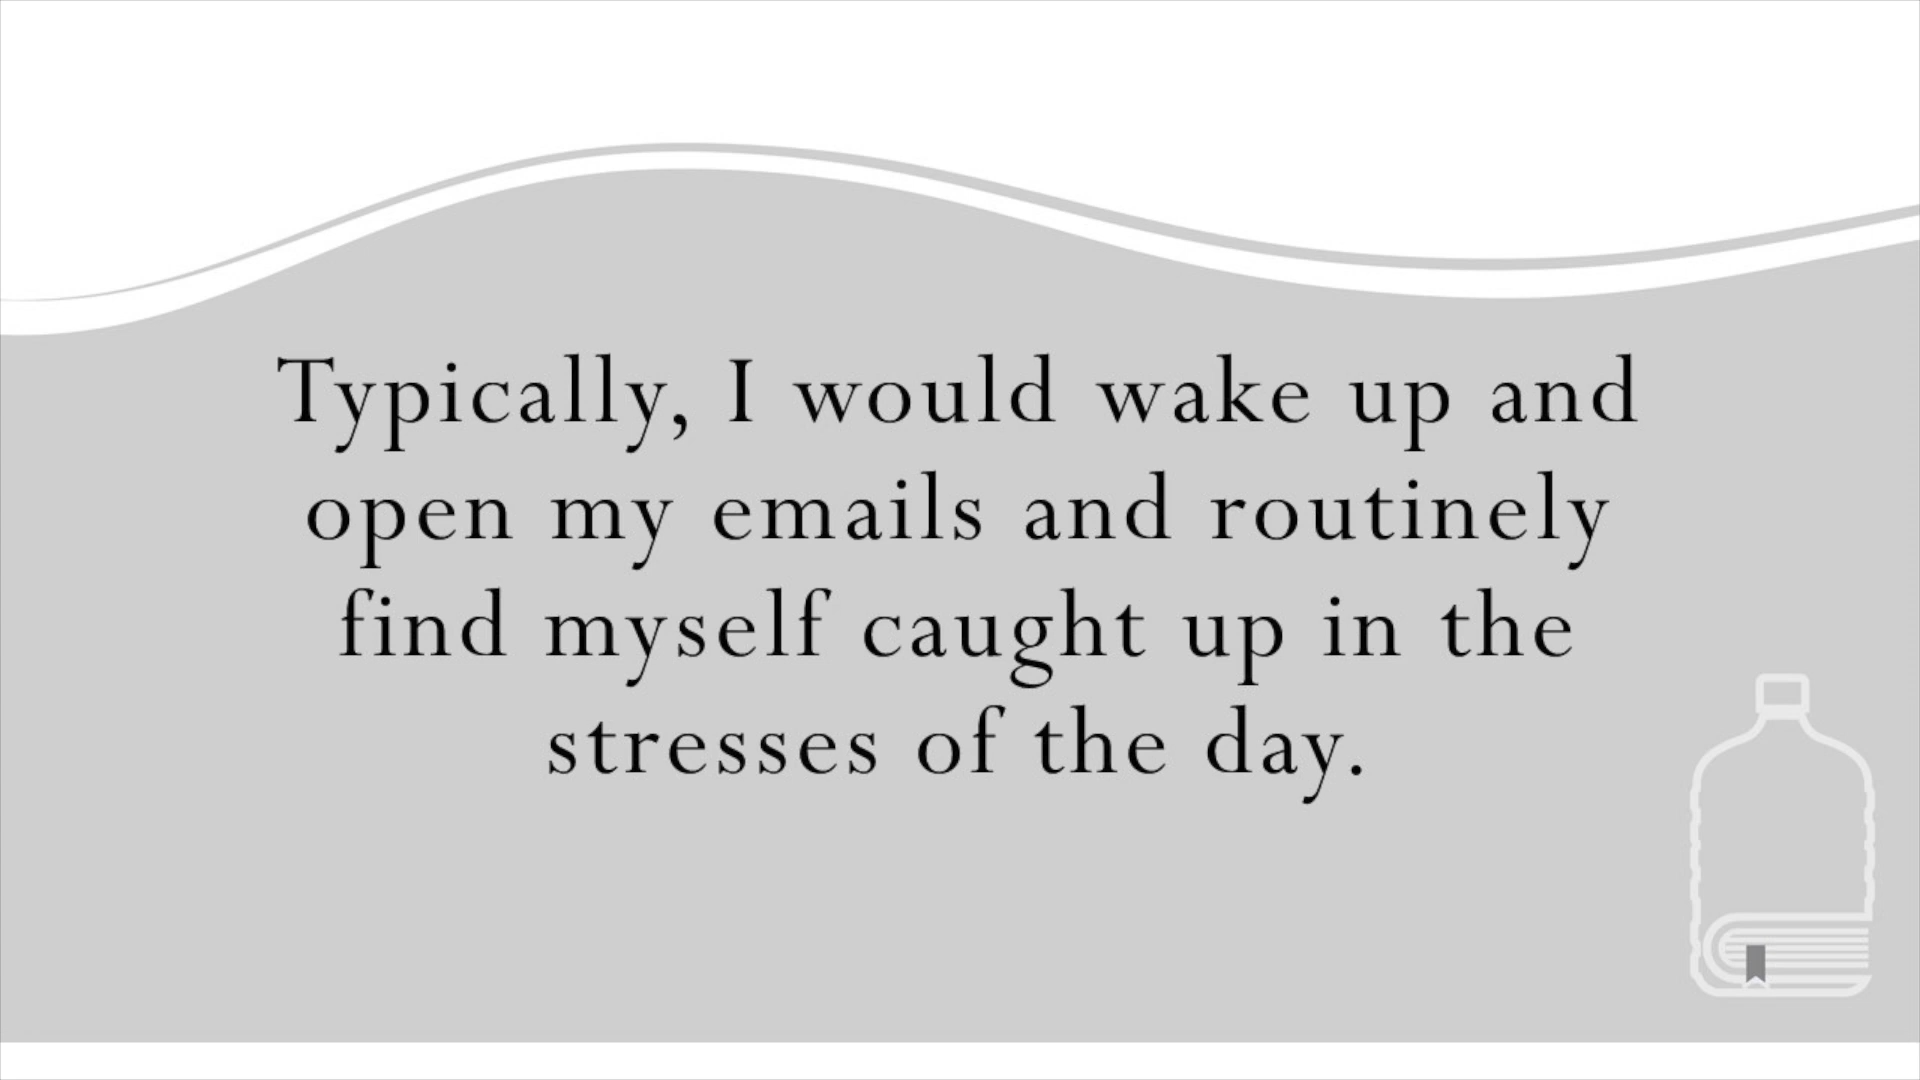 Typically, I would wake up and
open my emails and routinely
find myself caught up in the
stresses of the day.